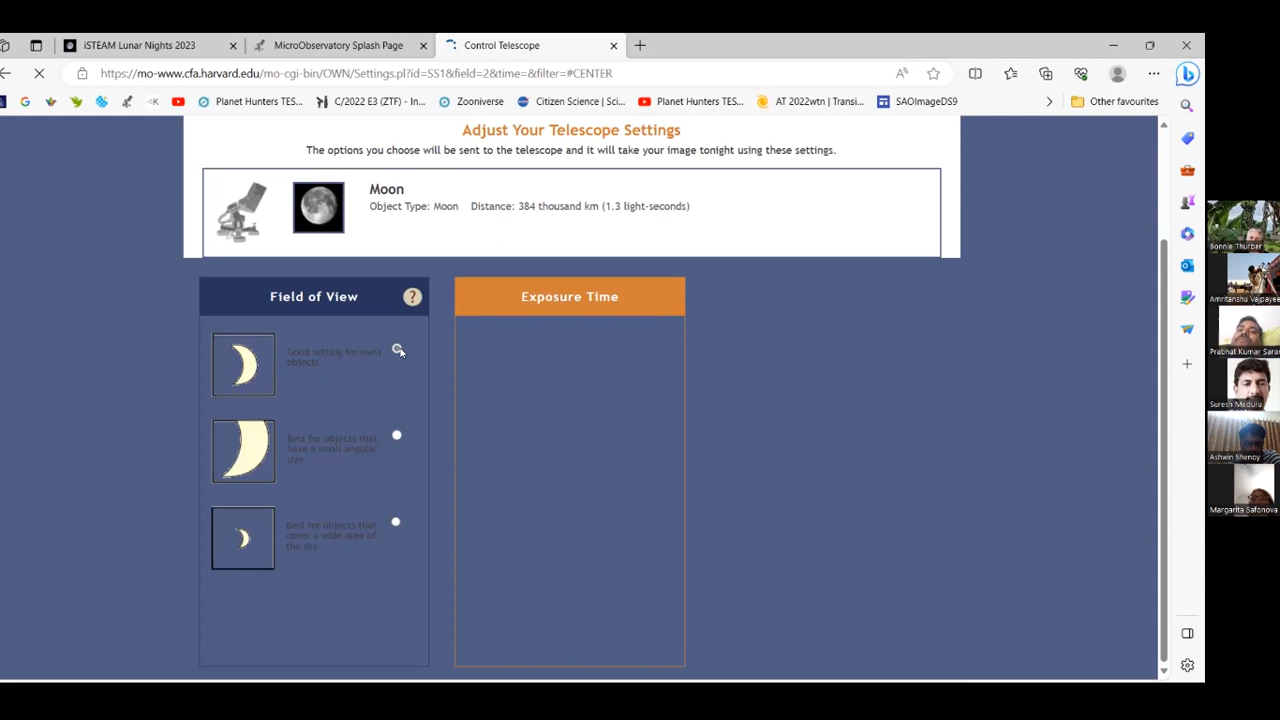 iSTEAM Lunar Nights 2023
MicroObservatory Splash Page
Control Telescope
https://mo-www.cfa.harvard.edu/mo-cgi-bin/OWN/Settings.pl?id=SS1&field=2&time=&filter=#CENTER
Planet Hunters TES...
C/2022 E3 (ZTF) - In...
Zooniverse
Citizen Science | Sci...
Planet Hunters TES...
AT 2022wtn | Transi...
SAOImageDS9
Other favourites
Adjust Your Telescope Settings
The options you choose will be sent to the telescope and it will take your image tonight using these settings.
Moon
Object Type: Moon Distance: 384 thousand km (1.3 light-seconds)
Field of View ?
Good setting for most
objects
Best for objects that
have a small angular
size
Best for objects that
cover a wide area of
the sky
Exposure Time
Bonnie Thurber
Amritanshu Vajpayee
Prabhat Kumar Saran
Suresh Meduru
Ashwin Shenoy
Margarita Safonova